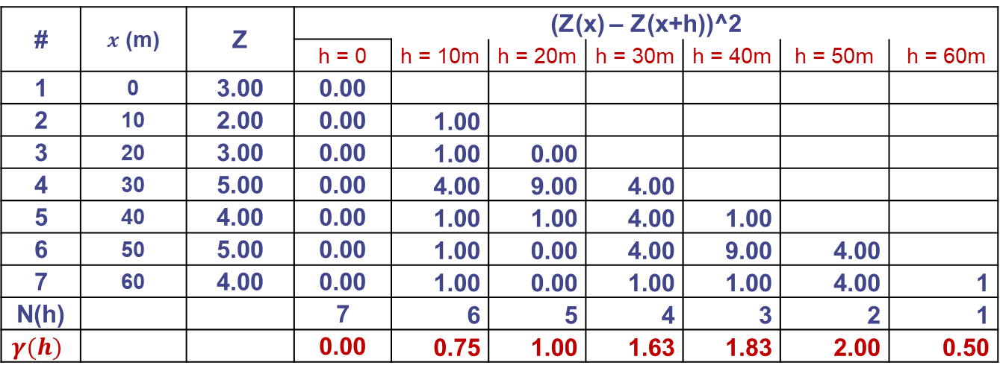 # x (m) Z (Z(x) – Z(x+h))^2
h = 0 h = 10m h = 20m h = 30m h = 40m h = 50m h = 60m
1 0 3.00 0.00
2 10 2.00 0.00 1.00
3 20 3.00 0.00 1.00 0.00
4 30 5.00 0.00 4.00 9.00 4.00
5 40 4.00 0.00 1.00 1.00 4.00 1.00
6 50 5.00 0.00 1.00 0.00 4.00 9.00 4.00
7 60 4.00 0.00 1.00 0.00 1.00 1.00 4.00 1
N(h) 7 6 5 4 3 2 1
γ(h) 0.00 0.75 1.00 1.63 1.83 2.00 0.50